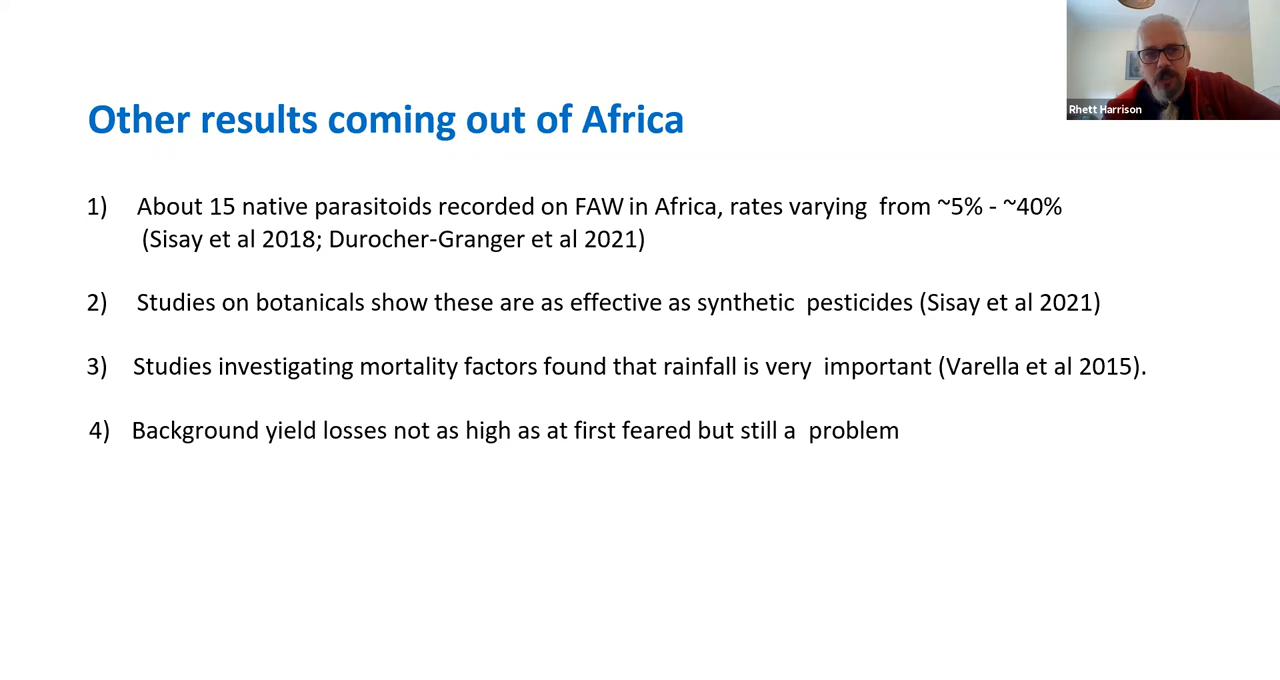 Other results coming out of Africa
Rhett Harrison
1) About 15 native parasitoids recorded on FAW in Africa, rates varying from ~5% - ~40%
(Sisay et al 2018; Durocher-Granger et al 2021)
2) Studies on botanicals show these are as effective as synthetic pesticides (Sisay et al 2021)
3) Studies investigating mortality factors found that rainfall is very important (Varella et al 2015).
4) Background yield losses not as high as at first feared but still a problem